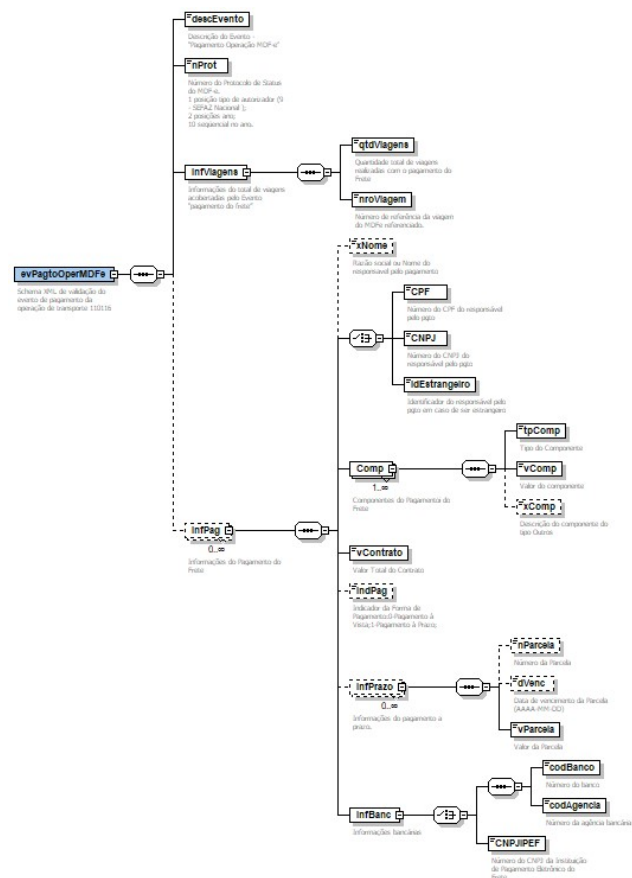 descEvento
Descrição do Evento -
"Pagamento Operação MDF-e"
nProt
Número do Protocolo de Status
do MDF-e.
1 posição tipo de autorizador (9
- SEFAZ Nacional );
2 posições ano;
10 seqüencial no ano.
infViagens
Informações do total de viagens
acobertadas pelo Evento
"pagamento do frete"
qtdViagens
Quantidade total de viagens
realizadas com o pagamento do
Frete
nroViagem
Número de referência da viagem
do MDFe referenciado.
evPagtoOperMDFe
Schema XML de validação do
evento de pagamento da
operação de transporte 110116
xNome
Razão social ou Nome do
responsavel pelo pagamento
CPF
Número do CPF do responsável
pelo pgto
CNPJ
Número do CNPJ do
responsável pelo pgto
idEstrangeiro
Identificador do responsável pelo
pgto em caso de ser estrangeiro
Comp
1..∞
Componentes do Pagamento do
Frete
tpComp
Tipo do Componente
vComp
Valor do componente
xComp
Descrição do componente do
tipo Outros
infPag
0..∞
Informações do Pagamento do
Frete
vContrato
Valor Total do Contrato
indPag
Indicador da Forma de
Pagamento:0-Pagamento à
Vista;1-Pagamento à Prazo;
infPrazo
0..∞
Informações do pagamento a
prazo.
nParcela
Número da Parcela
dVenc
Data de vencimento da Parcela
(AAAA-MM-DD)
vParcela
Valor da Parcela
infBanc
Informações bancárias
codBanco
Número do banco
codAgencia
Número da agência bancária
CNPJIPEF
Número do CNPJ da Instituição
de Pagamento Eletrônico do
Frete